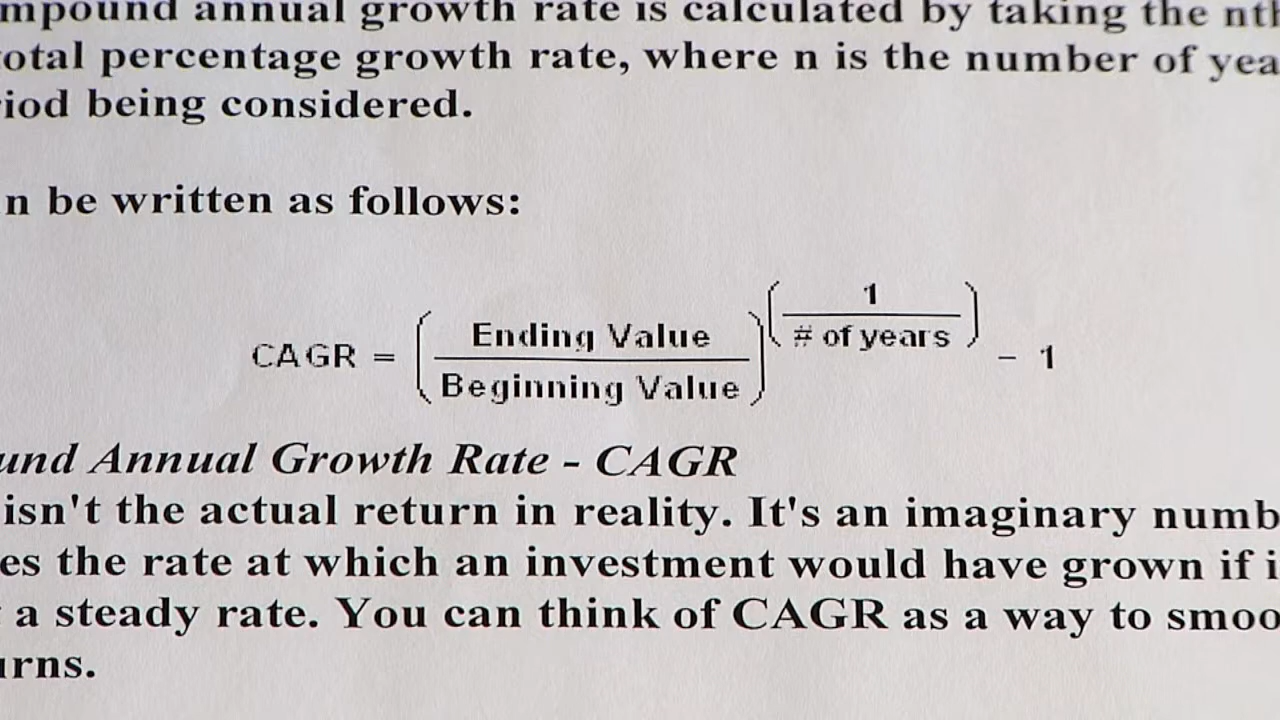 mpound annual growth rate is calculated by taking the nth
otal percentage growth rate, where n is the number of yea
iod being considered.
n be written as follows:
CAGR = ( Ending Value / Beginning Value ) ^ ( 1 / # of years ) - 1
und Annual Growth Rate - CAGR
isn't the actual return in reality. It's an imaginary numb
es the rate at which an investment would have grown if i
a steady rate. You can think of CAGR as a way to smoo
urns.